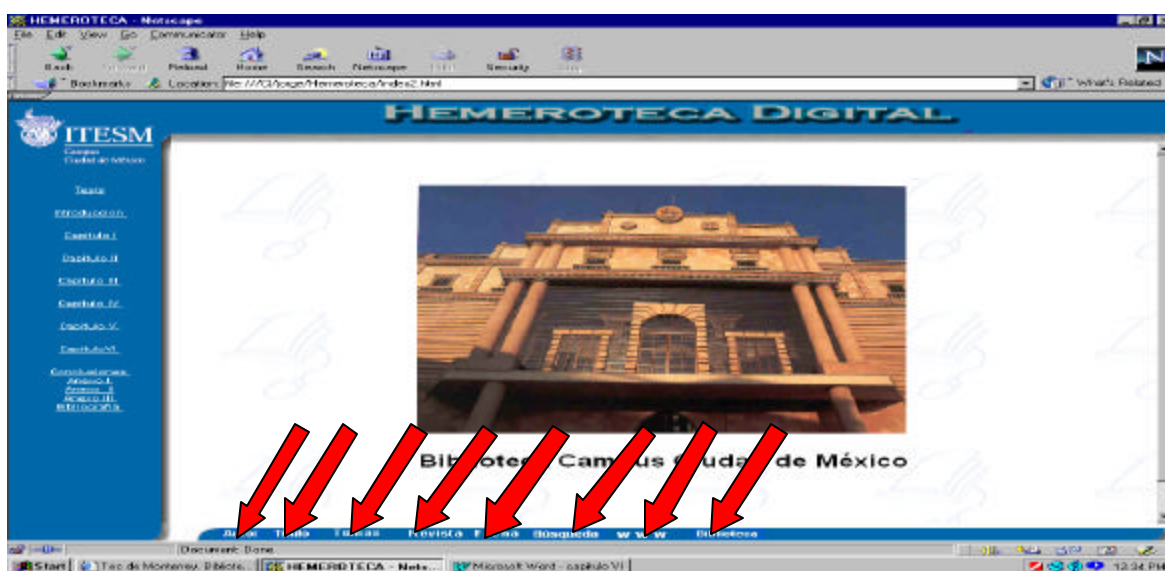 HEMEROTECA - Netscape
File Edit View Go Communicator Help
Back Forward Reload Home Search Netscape Print Security Stop
Bookmarks Location: file:///C|/jorge/Hemeroteca/index2.html What's Related
HEMEROTECA DIGITAL
ITESM
Campus
Ciudad de México
Tesis
Introducción
Capítulo I
Capítulo II
Capítulo III
Capítulo IV
Capítulo V
Capítulo VI
Conclusiones
Anexo I
Anexo II
Anexo III
Bibliografía
Biblioteca Campus Ciudad de México
Autor Título Temas Revista Fecha Búsqueda W W W Biblioteca
Document: Done
Start Tec de Monterrey, Bibliote... HEMEROTECA - Nets... Microsoft Word - capitulo VI 12:34 PM